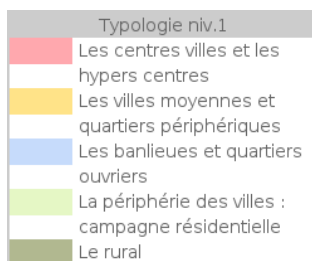 Typologie niv.1
Les centres villes et les
hypers centres
Les villes moyennes et
quartiers périphériques
Les banlieues et quartiers
ouvriers
La périphérie des villes :
campagne résidentielle
Le rural